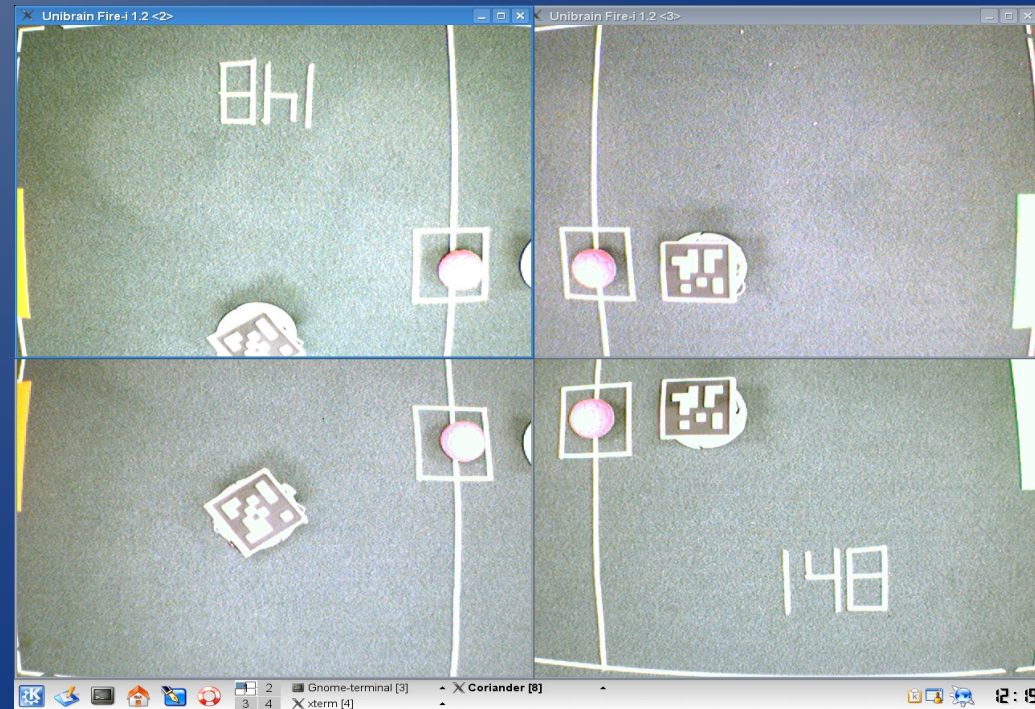 Unibrain Fire-i 1.2 <2>
Unibrain Fire-i 1.2 <3>
148
148
2
3 4
Gnome-terminal [3]
xterm [4]
Coriander [8]